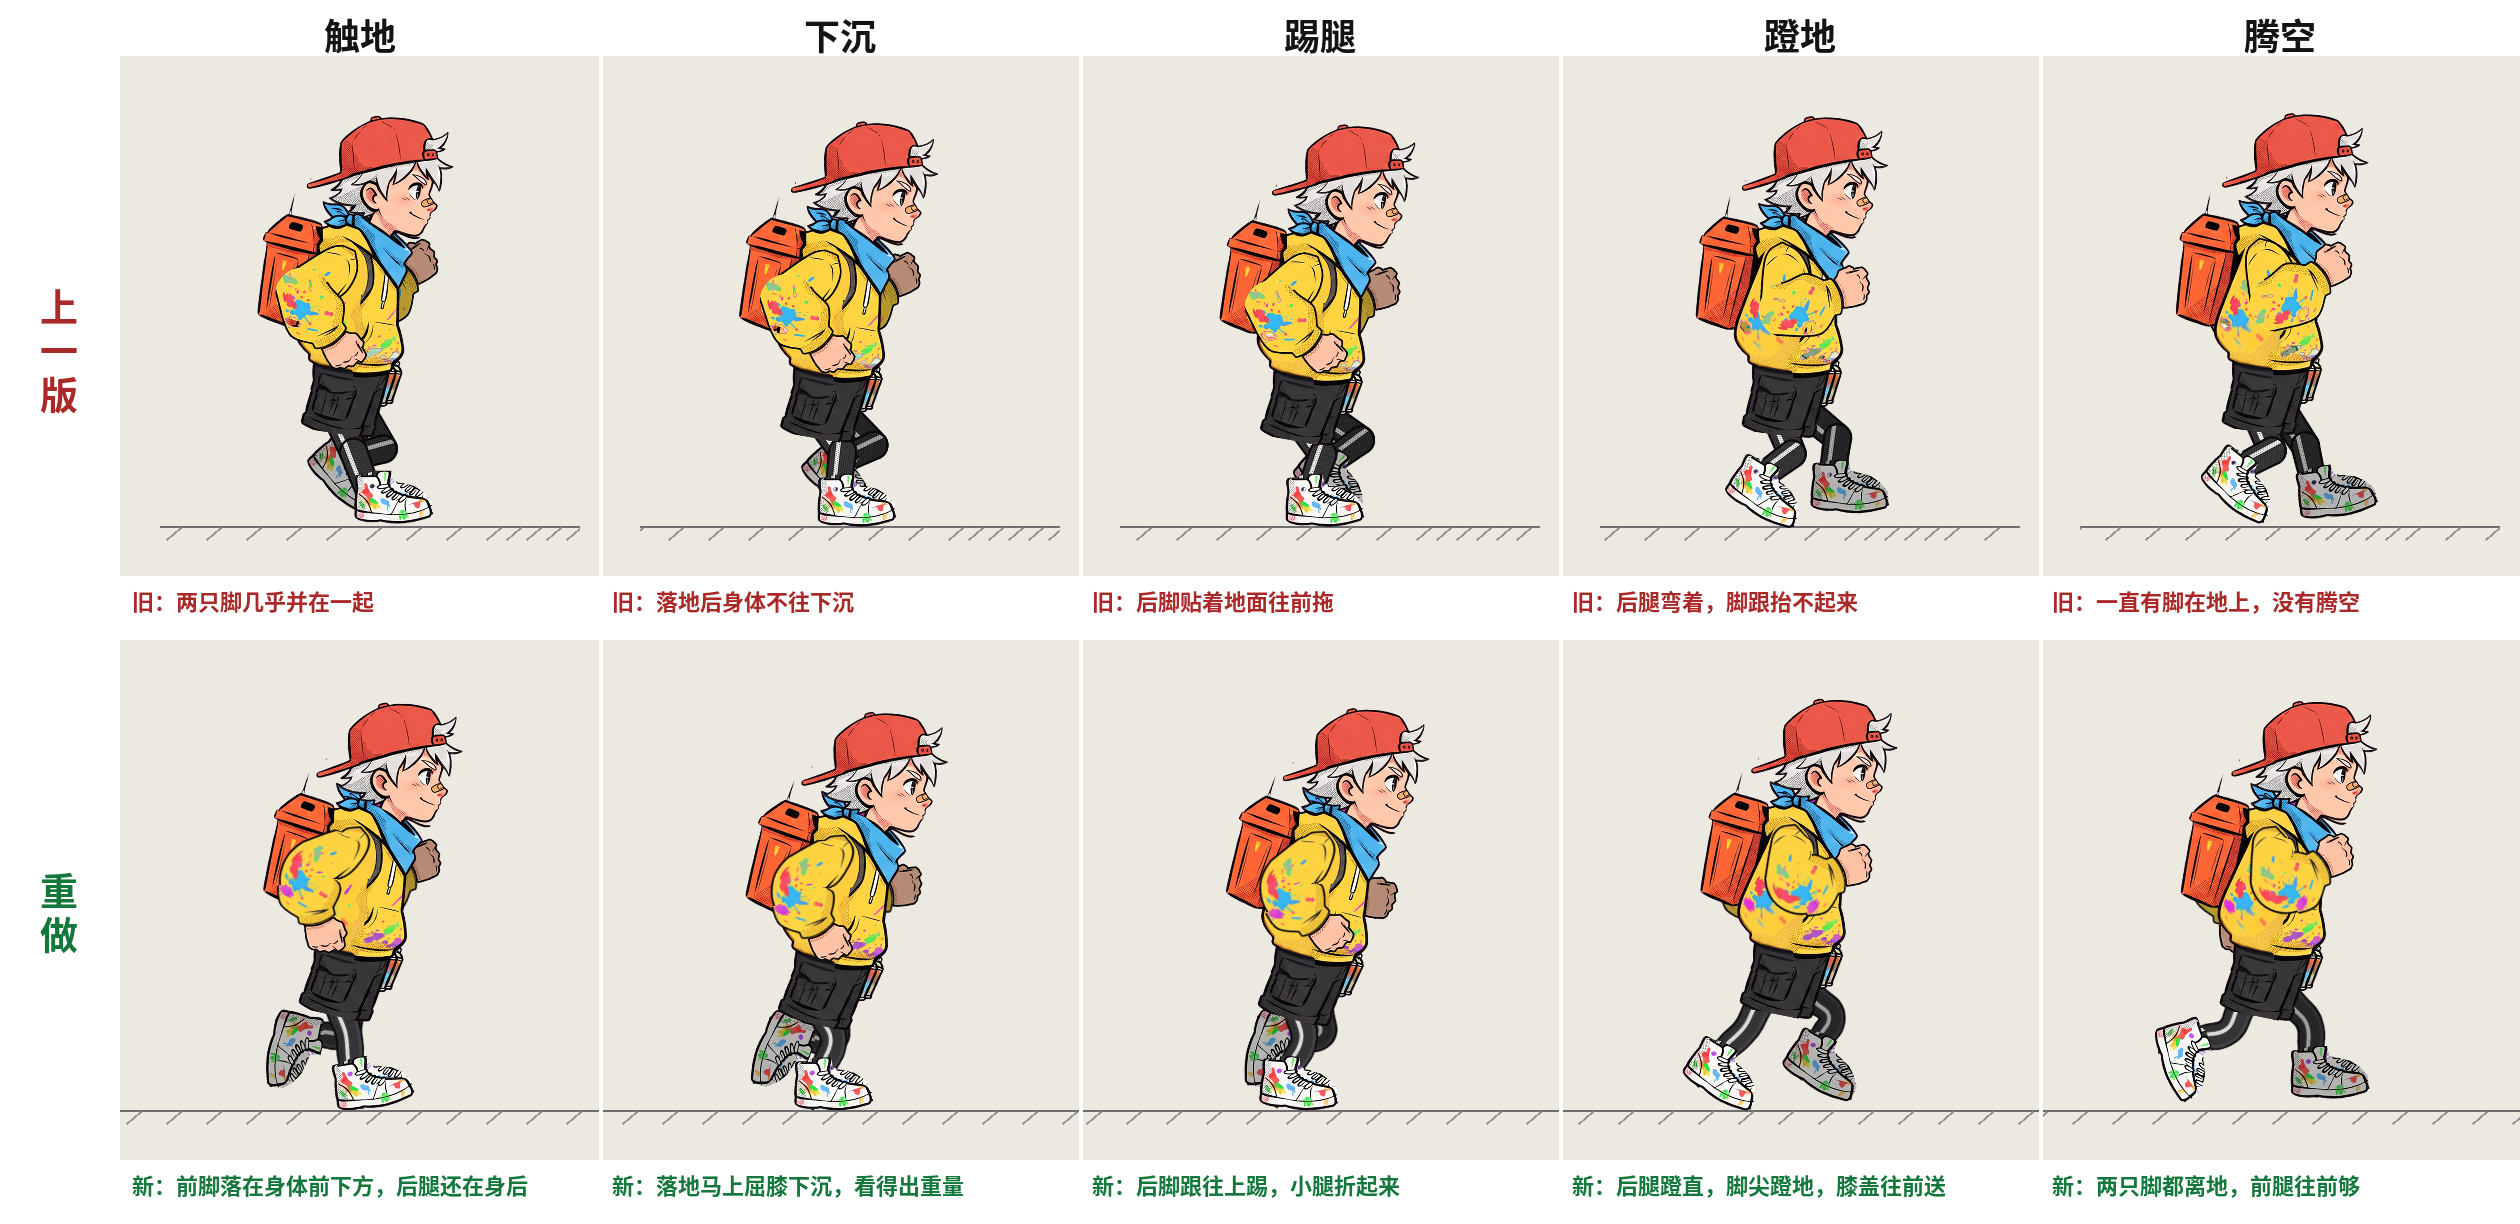 触地
下沉
踢腿
蹬地
腾空
上一版
旧：两只脚几乎并在一起
旧：落地后身体不往下沉
旧：后脚贴着地面往前拖
旧：后腿弯着，脚跟抬不起来
旧：一直有脚在地上，没有腾空
重做
新：前脚落在身体前下方，后腿还在身后
新：落地马上屈膝下沉，看得出重量
新：后脚跟往上踢，小腿折起来
新：后腿蹬直，脚尖蹬地，膝盖往前送
新：两只脚都离地，前腿往前够